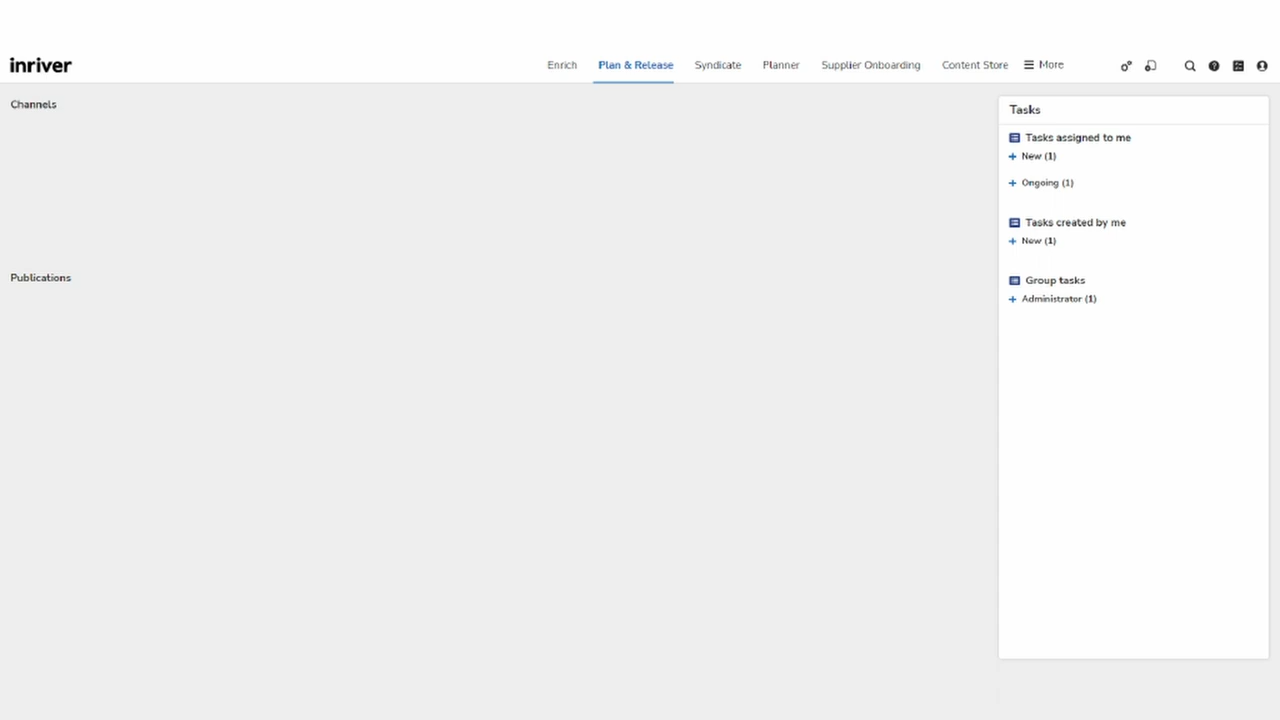 inriver
Enrich Plan & Release Syndicate Planner Supplier Onboarding Content Store More
Channels
Publications
Tasks
Tasks assigned to me
+ New (1)
+ Ongoing (1)
Tasks created by me
+ New (1)
Group tasks
+ Administrator (1)